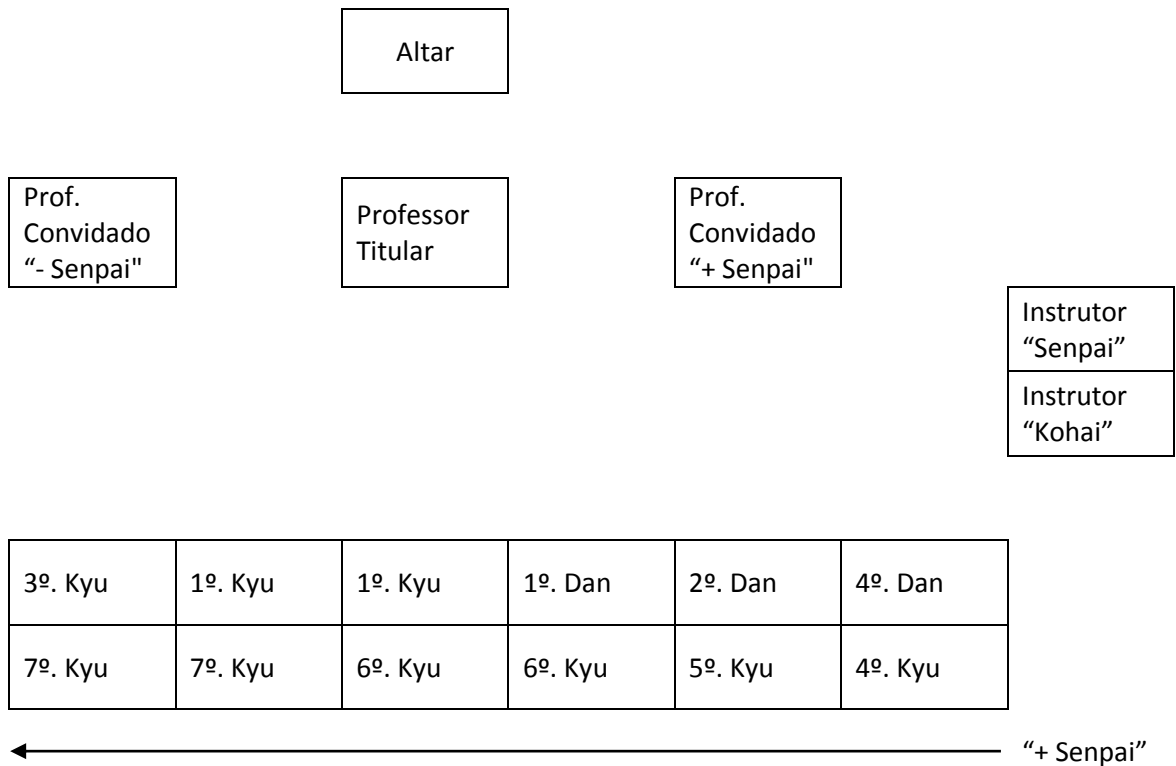 Altar
Prof.
Convidado
“- Senpai"
Professor
Titular
Prof.
Convidado
“+ Senpai"
Instrutor
“Senpai”
Instrutor
“Kohai”
3º. Kyu
1º. Kyu
1º. Kyu
1º. Dan
2º. Dan
4º. Dan
7º. Kyu
7º. Kyu
6º. Kyu
6º. Kyu
5º. Kyu
4º. Kyu
“+ Senpai”